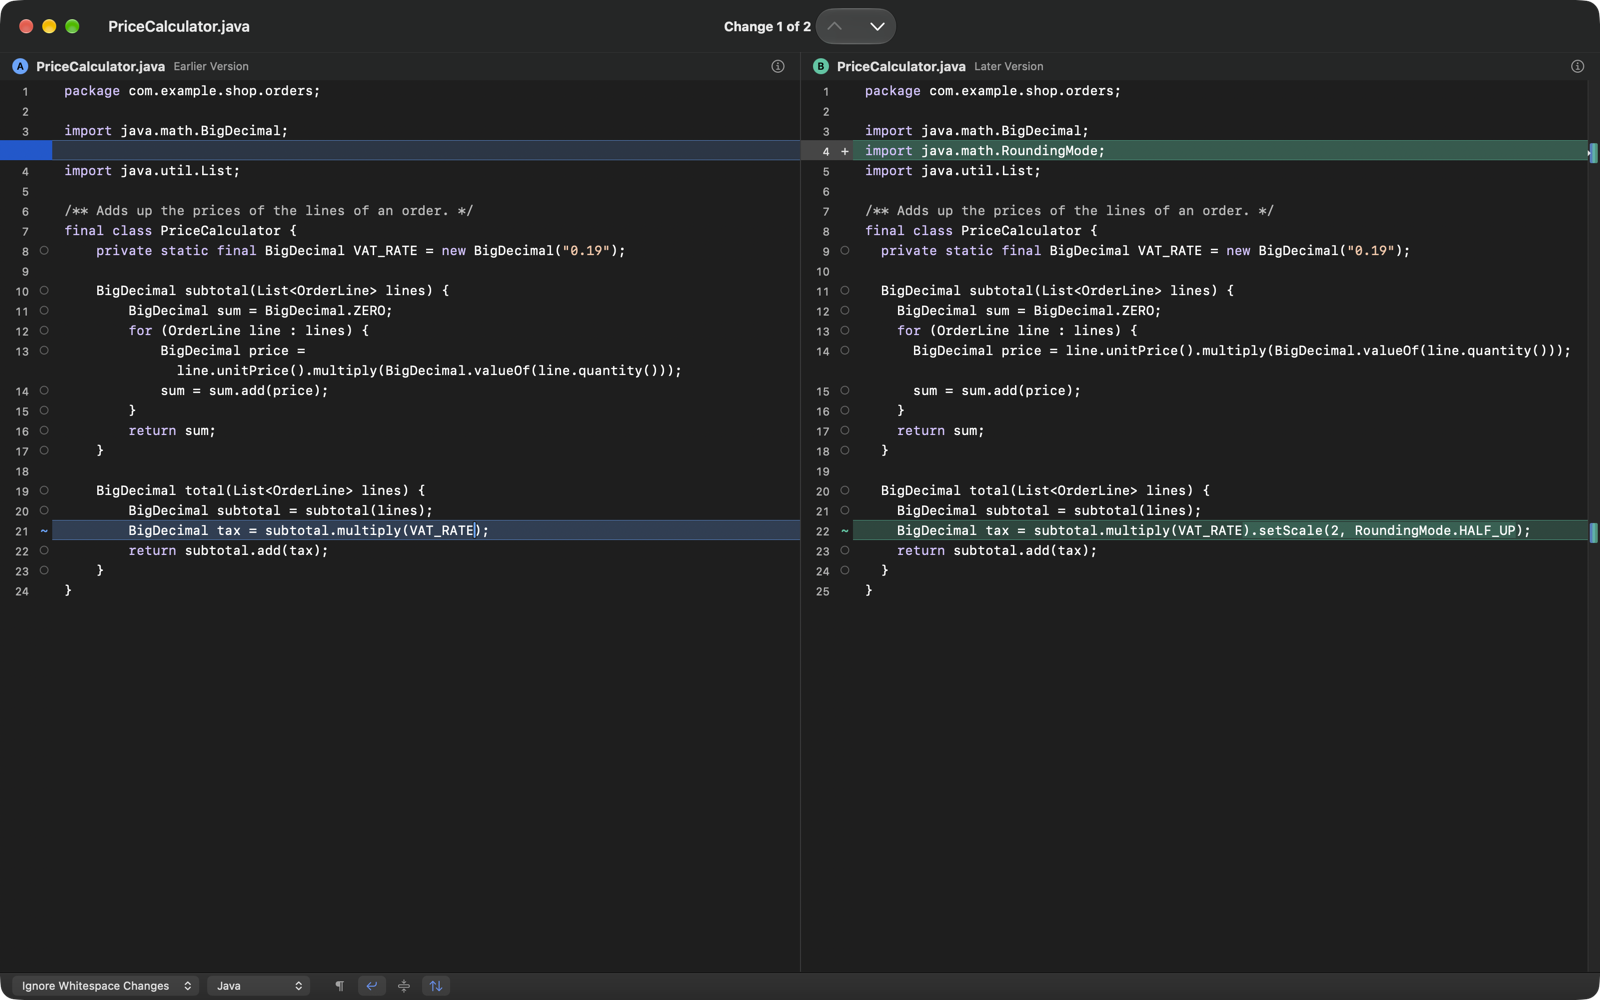 PriceCalculator.java
Change 1 of 2
A PriceCalculator.java Earlier Version
1 package com.example.shop.orders;
2
3 import java.math.BigDecimal;
4 import java.util.List;
5
6 /** Adds up the prices of the lines of an order. */
7 final class PriceCalculator {
8 private static final BigDecimal VAT_RATE = new BigDecimal("0.19");
9
10 BigDecimal subtotal(List<OrderLine> lines) {
11 BigDecimal sum = BigDecimal.ZERO;
12 for (OrderLine line : lines) {
13 BigDecimal price =
line.unitPrice().multiply(BigDecimal.valueOf(line.quantity()));
14 sum = sum.add(price);
15 }
16 return sum;
17 }
18
19 BigDecimal total(List<OrderLine> lines) {
20 BigDecimal subtotal = subtotal(lines);
21 ~ BigDecimal tax = subtotal.multiply(VAT_RATE);
22 return subtotal.add(tax);
23 }
24 }
B PriceCalculator.java Later Version
1 package com.example.shop.orders;
2
3 import java.math.BigDecimal;
4 + import java.math.RoundingMode;
5 import java.util.List;
6
7 /** Adds up the prices of the lines of an order. */
8 final class PriceCalculator {
9 private static final BigDecimal VAT_RATE = new BigDecimal("0.19");
10
11 BigDecimal subtotal(List<OrderLine> lines) {
12 BigDecimal sum = BigDecimal.ZERO;
13 for (OrderLine line : lines) {
14 BigDecimal price = line.unitPrice().multiply(BigDecimal.valueOf(line.quantity()));
15 sum = sum.add(price);
16 }
17 return sum;
18 }
19
20 BigDecimal total(List<OrderLine> lines) {
21 BigDecimal subtotal = subtotal(lines);
22 ~ BigDecimal tax = subtotal.multiply(VAT_RATE).setScale(2, RoundingMode.HALF_UP);
23 return subtotal.add(tax);
24 }
25 }
Ignore Whitespace Changes Java ¶